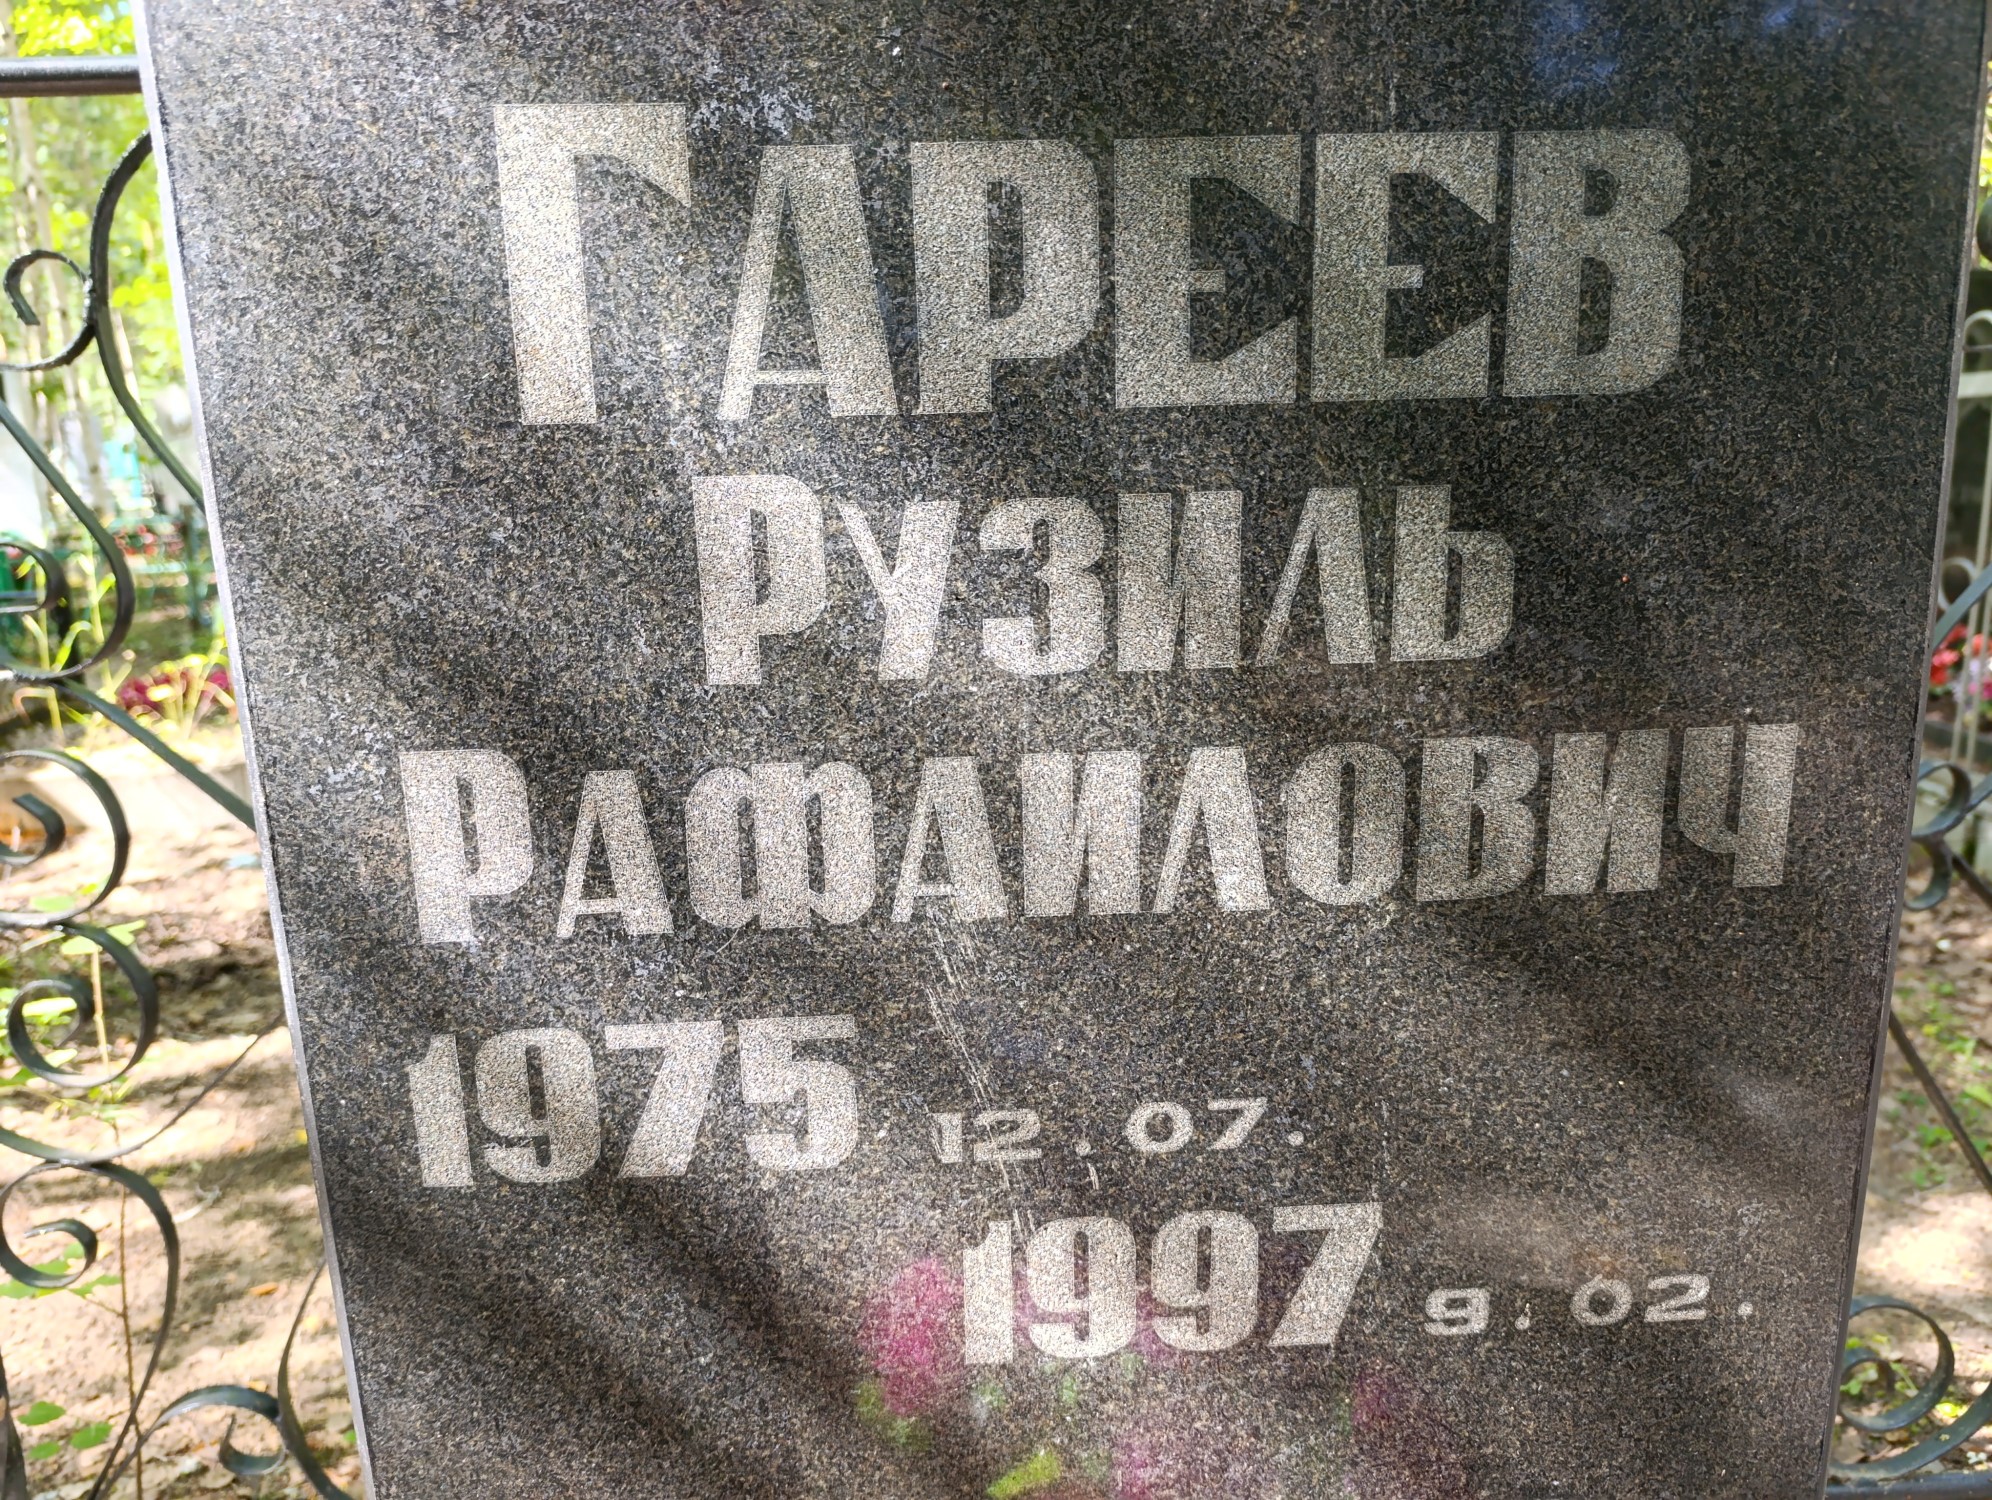 ГАРЕЕВ
РУЗИЛЬ
РАФАИЛОВИЧ
1975 12.07.
1997 9.02.